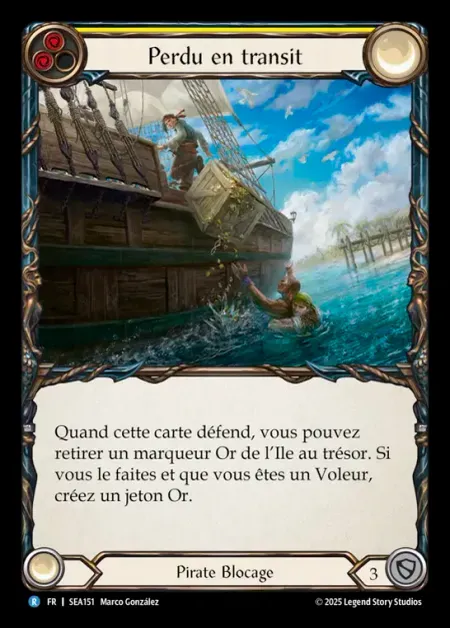 Perdu en transit
Quand cette carte défend, vous pouvez
retirer un marqueur Or de l'Ile au trésor. Si
vous le faites et que vous êtes un Voleur,
créez un jeton Or.
Pirate Blocage
3
R FR | SEA151 Marco González
© 2025 Legend Story Studios